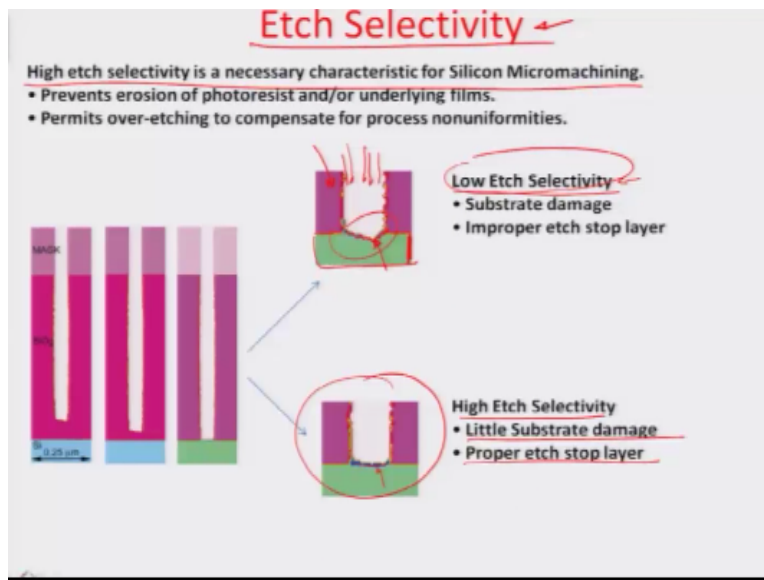 Etch Selectivity
High etch selectivity is a necessary characteristic for Silicon Micromachining.
• Prevents erosion of photoresist and/or underlying films.
• Permits over-etching to compensate for process nonuniformities.
Low Etch Selectivity
• Substrate damage
• Improper etch stop layer
MASK
SiO₂
Si
0.25 μm
High Etch Selectivity
• Little Substrate damage
• Proper etch stop layer